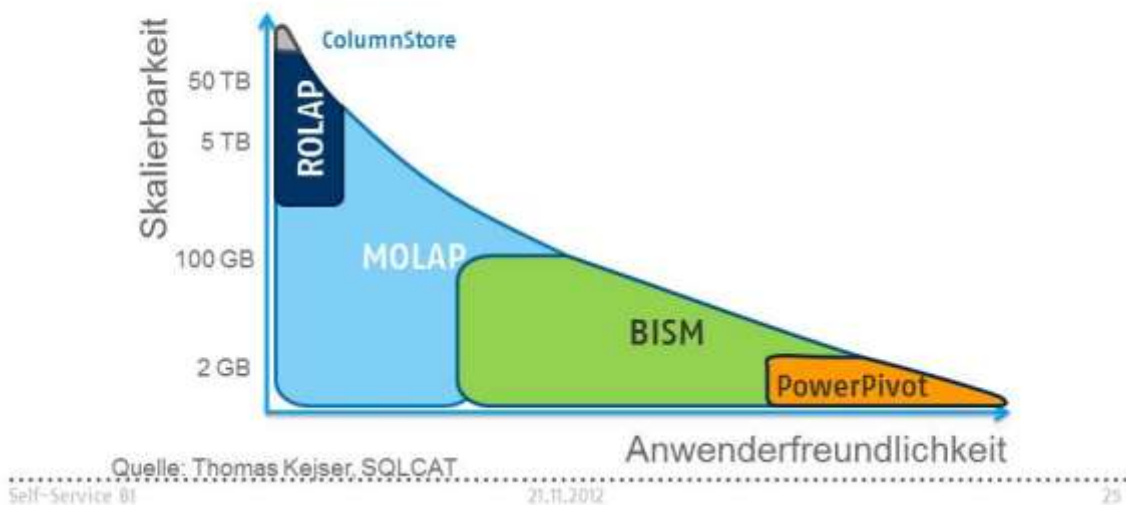 Skalierbarkeit
ColumnStore
50 TB
5 TB
ROLAP
100 GB
MOLAP
BISM
2 GB
PowerPivot
Anwenderfreundlichkeit
Quelle: Thomas Kejser, SQLCAT
Self-Service BI 21.11.2012 25